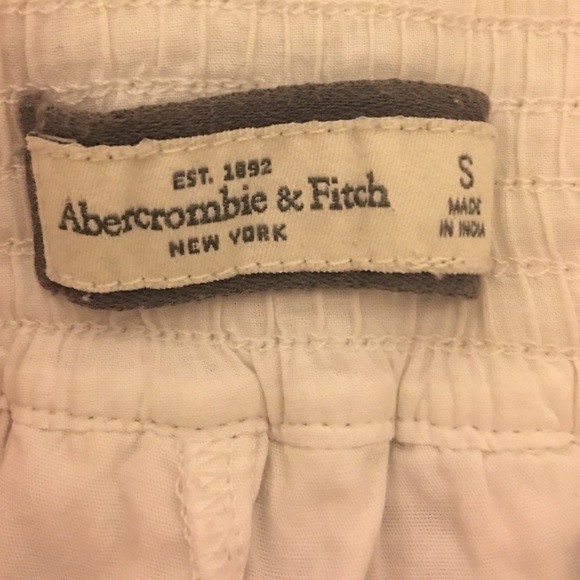 EST. 1892
Abercrombie & Fitch
NEW YORK
S
MADE
IN INDIA